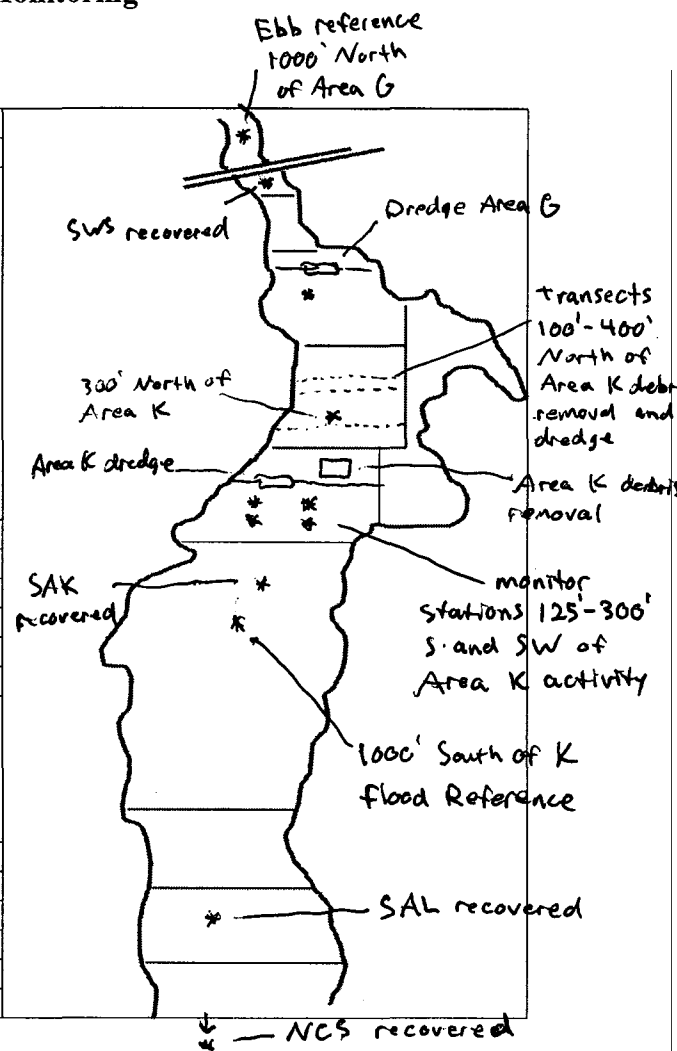 onitoring
Ebb reference
1000' North
of Area G
SWS recovered
Dredge Area G
transects
100'-400'
North of
Area K debr
removal and
dredge
300' North of
Area K
Area K dredge
Area K debris
removal
SAK
recovered
monitor
Stations 125'-300'
S. and SW of
Area K activity
1000' South of K
Flood Reference
SAL recovered
NCS recovered